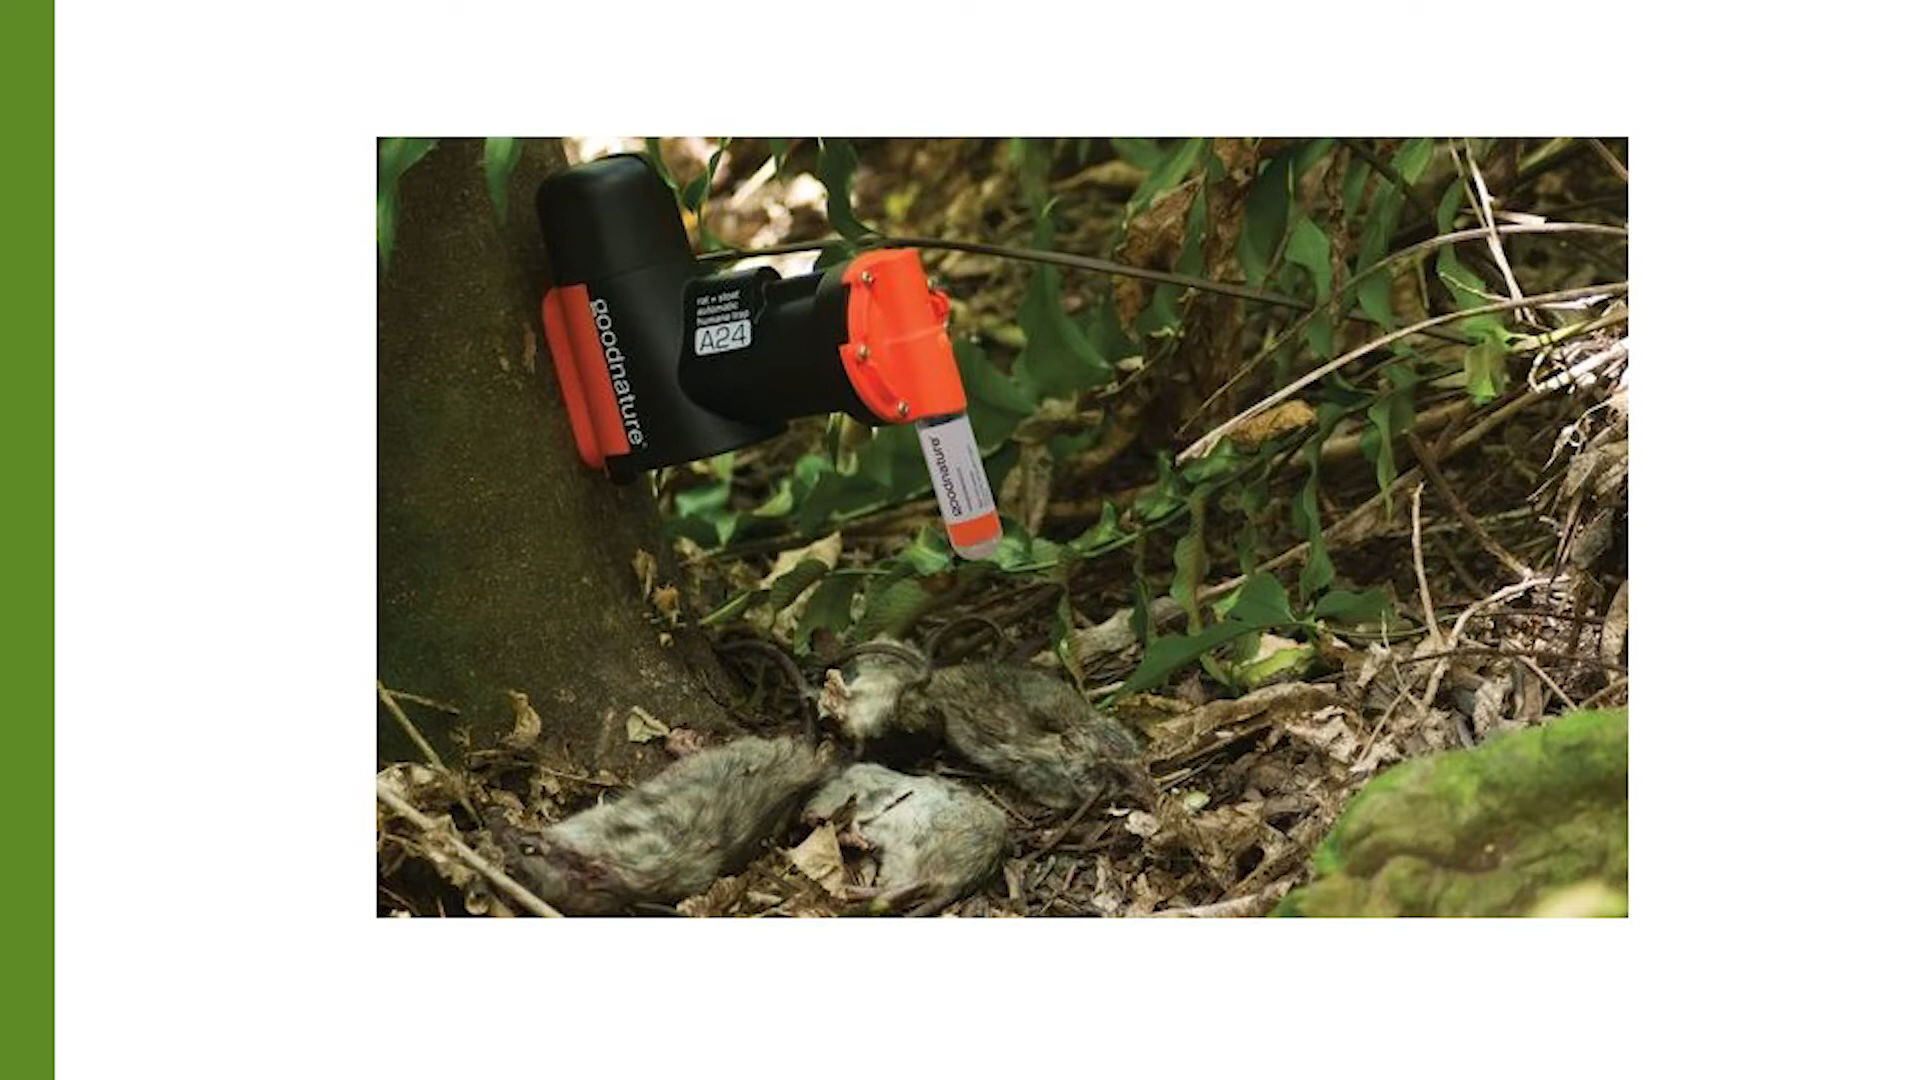 goodnature
rat + stoat
automatic
humane trap
A24
goodnature